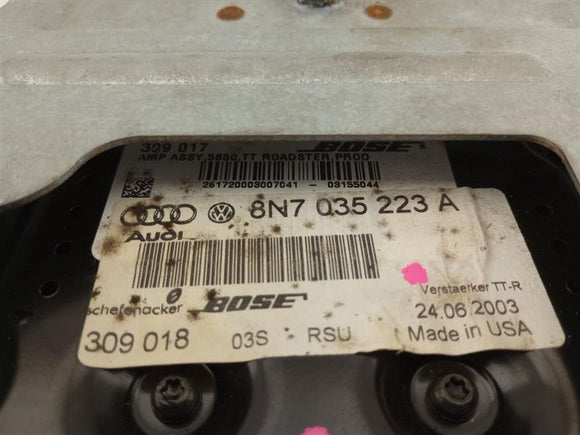 309 017 BOSE
AMP ASSY,5630,TT ROADSTER,PROD
261720003007041 -- 03155044
8N7 035 223 A
Audi
schefenacker BOSE
Verstaerker TT-R
24.06.2003
309 018 03S RSU Made in USA